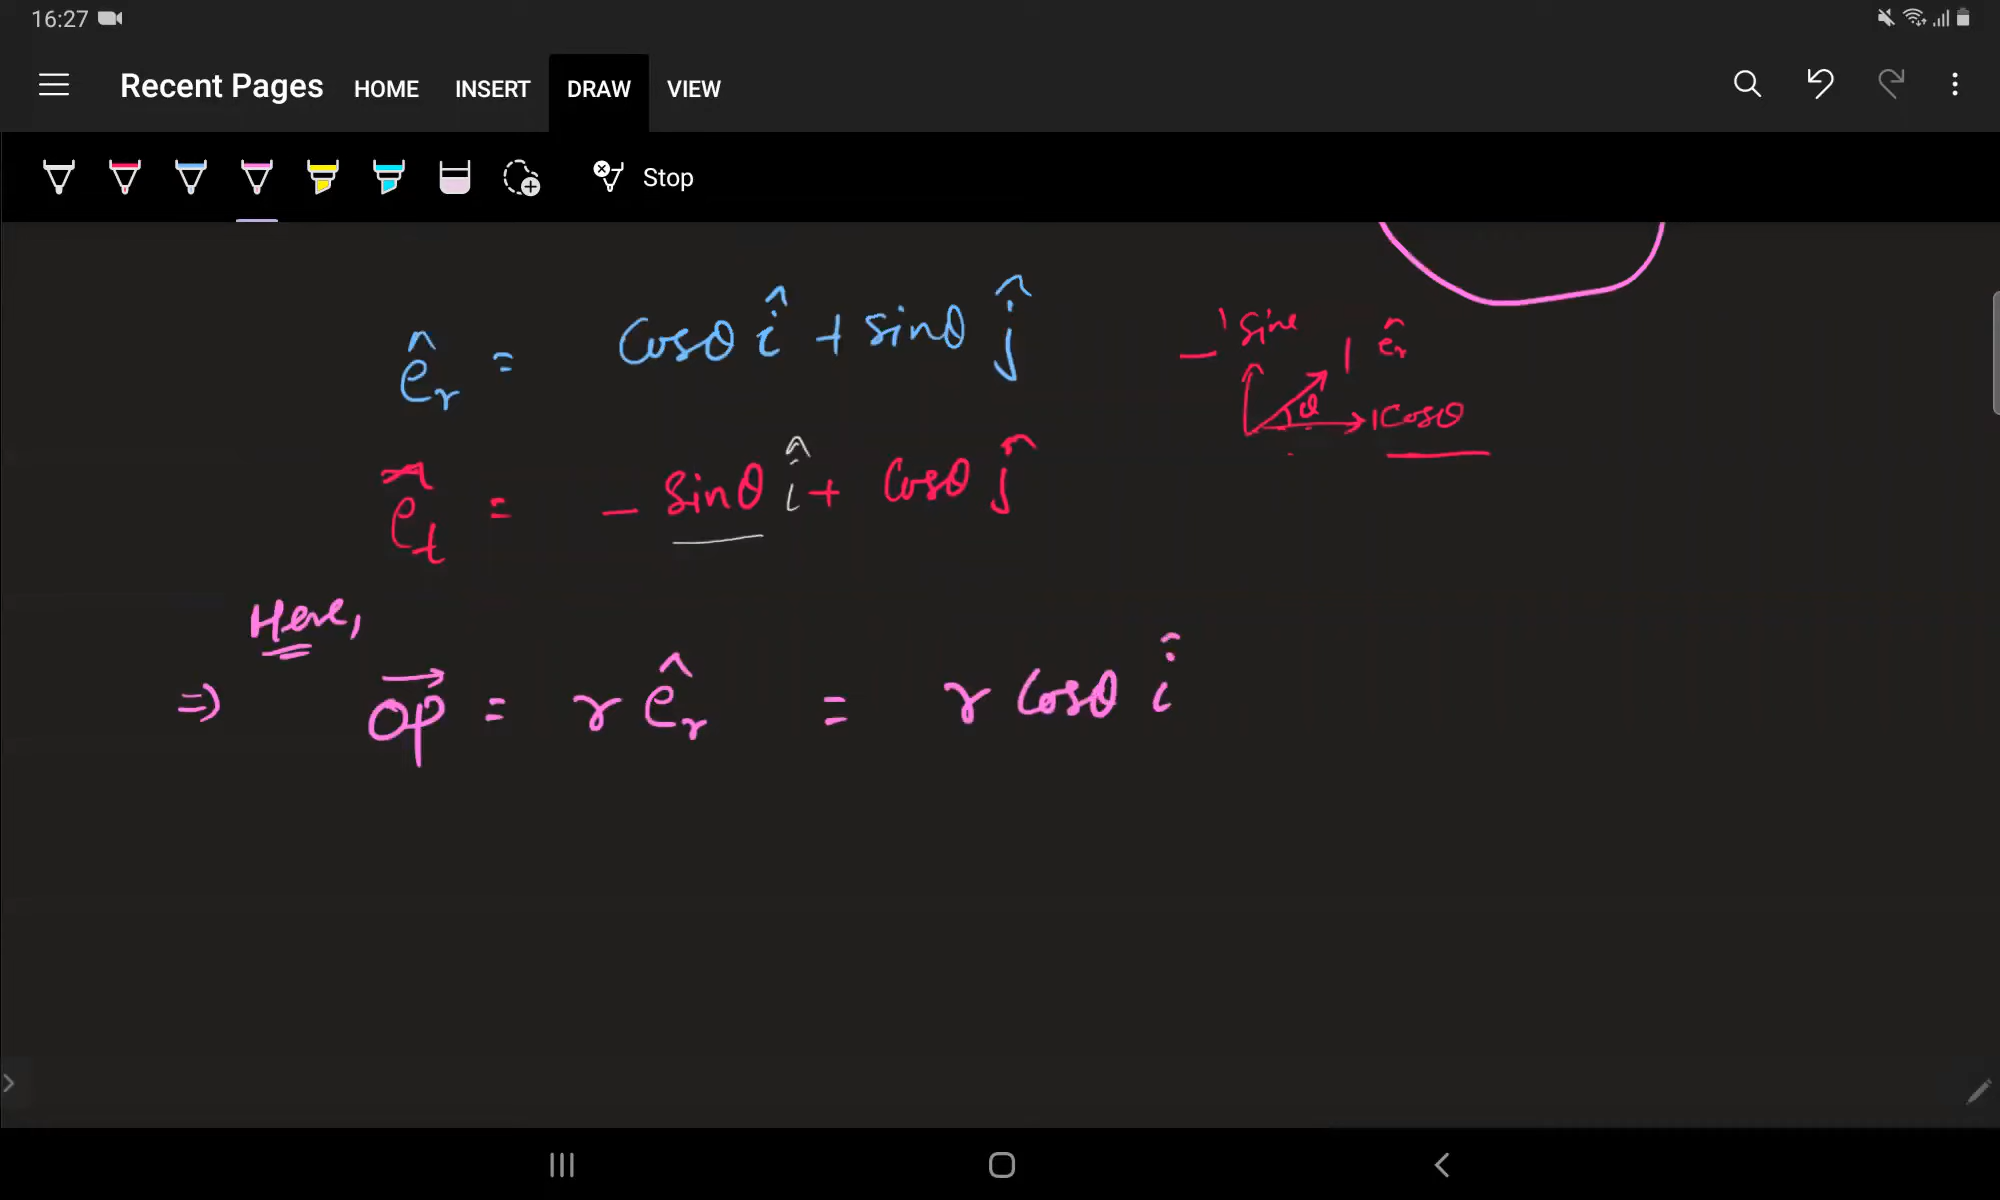 16:27
Recent Pages HOME INSERT DRAW VIEW
Stop
êr = Cosθ î + sinθ ĵ
1 Sine
1 êr
θ
1Cosθ
êt = - sinθ î + Cosθ ĵ
Here,
⇒ OP⃗ = r êr = r Cosθ î